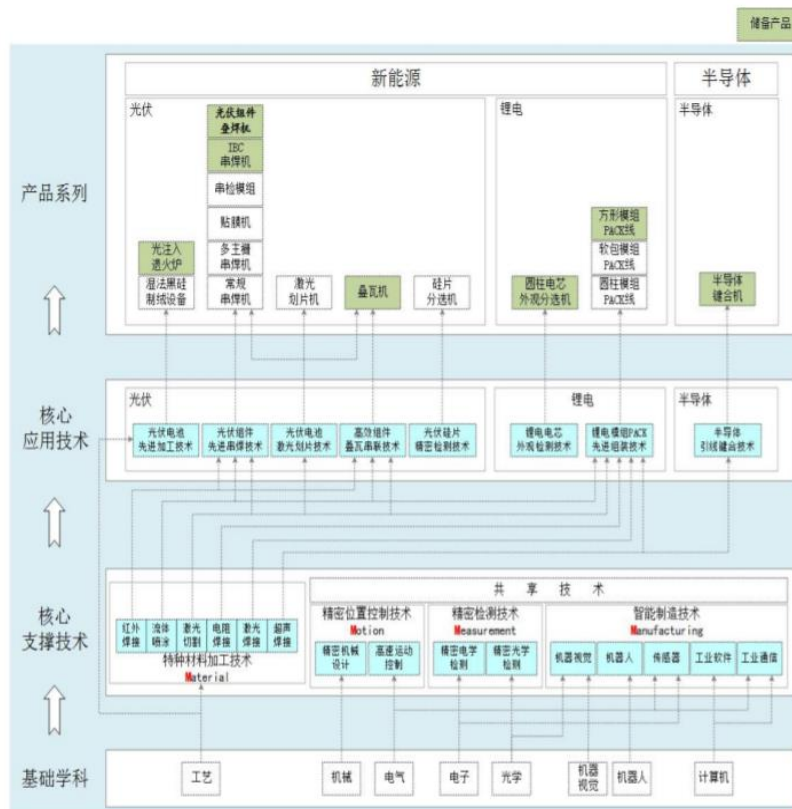 储备产品
新能源
半导体
光伏
锂电
半导体
产品系列
光伏组件
叠焊机
IBC
串焊机
串检模组
贴膜机
多主栅
串焊机
常规
串焊机
光注入
退火炉
湿法黑硅
制绒设备
激光
划片机
叠瓦机
硅片
分选机
圆柱电芯
外观分选机
方形模组
PACK线
软包模组
PACK线
圆柱模组
PACK线
半导体
键合机
核心
应用技术
光伏
锂电
半导体
光伏电池
先进加工技术
光伏组件
先进串焊技术
光伏电池
激光划片技术
高效组件
叠瓦串联技术
光伏硅片
精密检测技术
锂电电芯
外观检测技术
锂电模组PACK
先进组装技术
半导体
引线键合技术
核心
支撑技术
共享技术
红外
焊接
流体
喷涂
激光
切割
电阻
焊接
激光
焊接
超声
焊接
特种材料加工技术
Material
精密位置控制技术
Motion
精密机械
设计
高速运动
控制
精密检测技术
Measurement
精密电学
检测
精密光学
检测
智能制造技术
Manufacturing
机器视觉
机器人
传感器
工业软件
工业通信
基础学科
工艺
机械
电气
电子
光学
机器
视觉
机器人
计算机